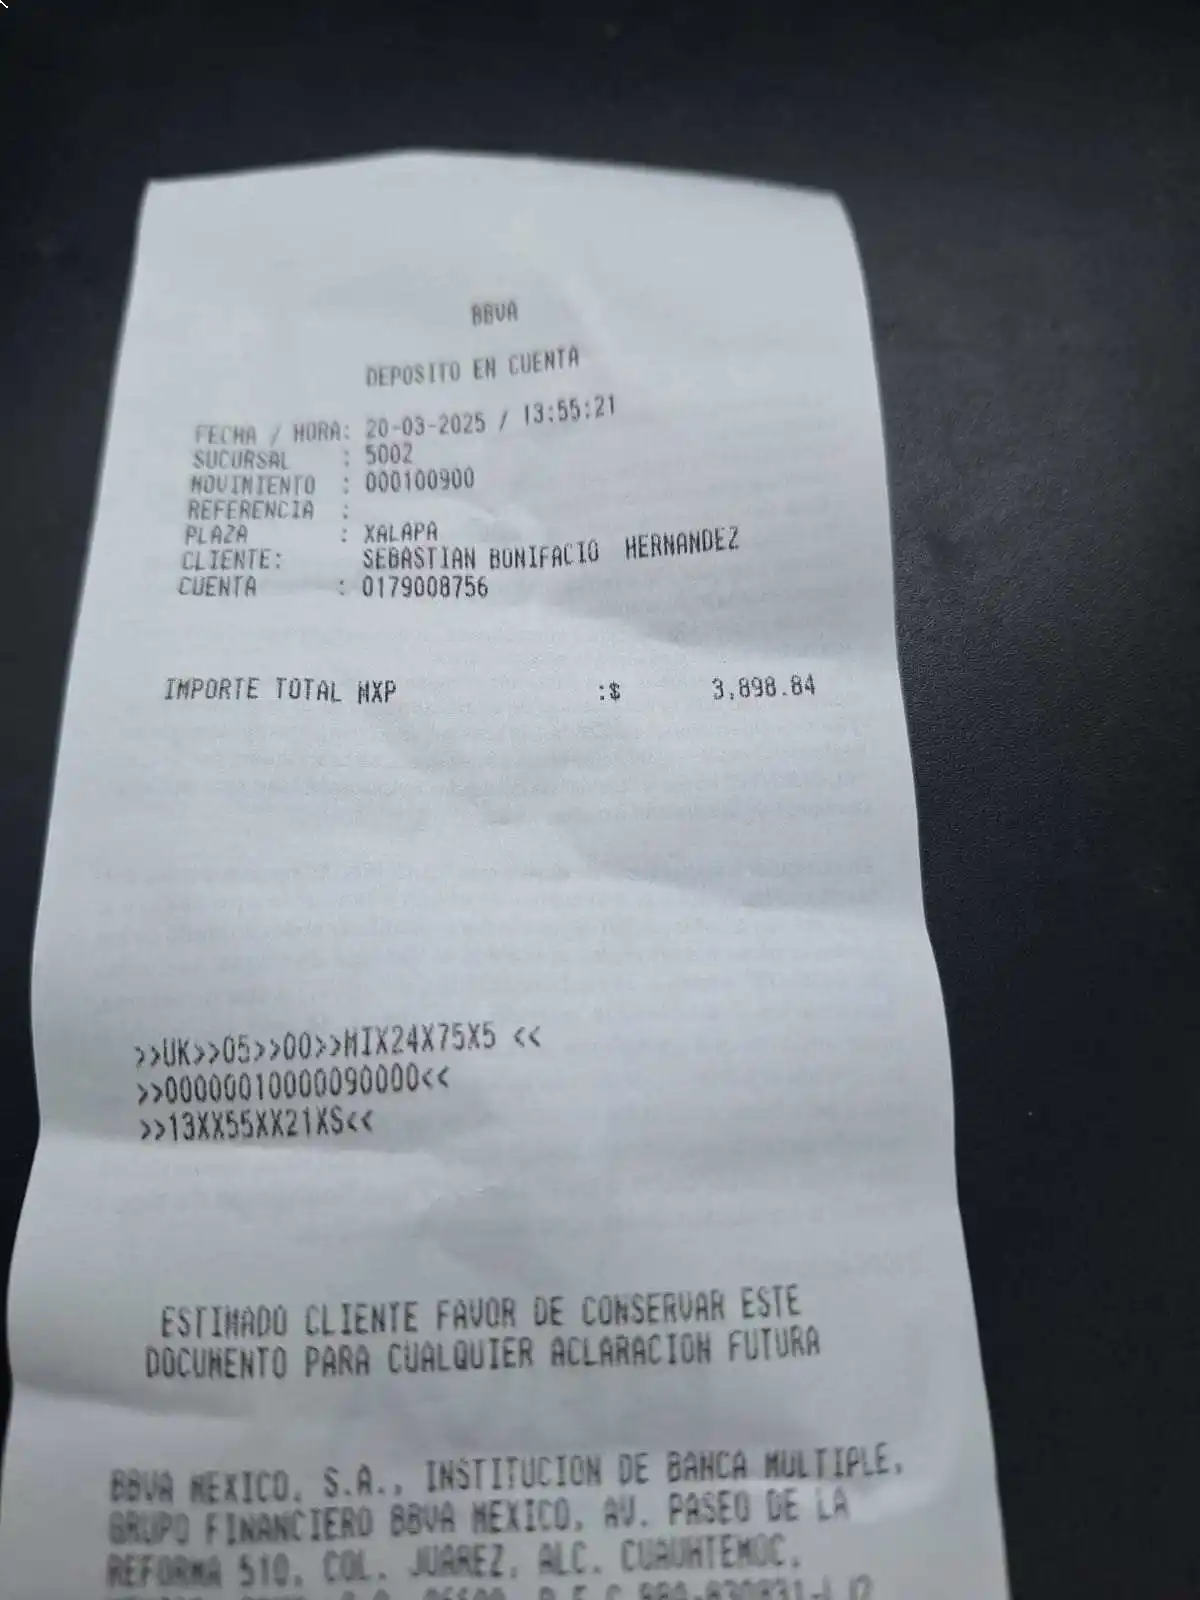 BBVA
DEPOSITO EN CUENTA
FECHA / HORA: 20-03-2025 / 13:55:21
SUCURSAL : 5002
MOVIMIENTO : 000100900
REFERENCIA :
PLAZA : XALAPA
CLIENTE: SEBASTIAN BONIFACIO HERNANDEZ
CUENTA : 0179008756
IMPORTE TOTAL MXP :$ 3,898.84
>>UK>>05>>00>>MIX24X75X5 <<
>>00000010000090000<<
>>13XX55XX21XS<<
ESTIMADO CLIENTE FAVOR DE CONSERVAR ESTE
DOCUMENTO PARA CUALQUIER ACLARACION FUTURA
BBVA MEXICO, S.A., INSTITUCION DE BANCA MULTIPLE,
GRUPO FINANCIERO BBVA MEXICO, AV. PASEO DE LA
REFORMA 510, COL. JUAREZ, ALC. CUAUHTEMOC,